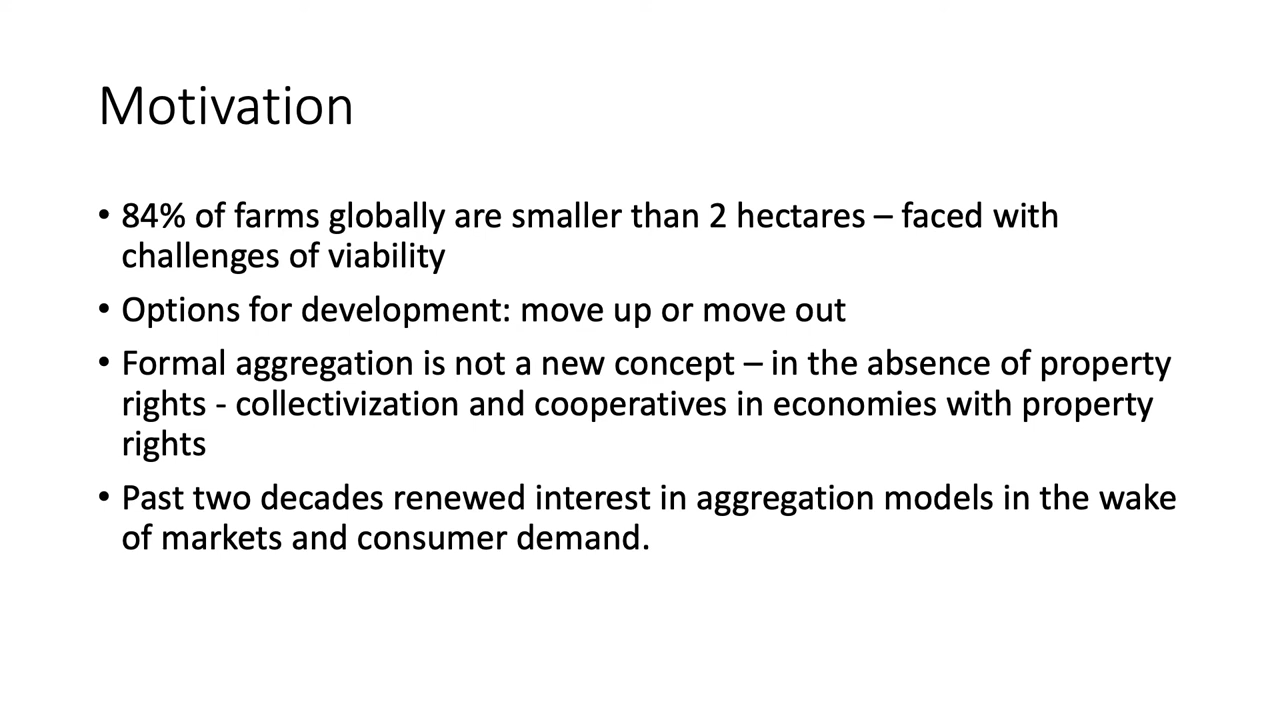 Motivation
• 84% of farms globally are smaller than 2 hectares – faced with
challenges of viability
• Options for development: move up or move out
• Formal aggregation is not a new concept – in the absence of property
rights - collectivization and cooperatives in economies with property
rights
• Past two decades renewed interest in aggregation models in the wake
of markets and consumer demand.